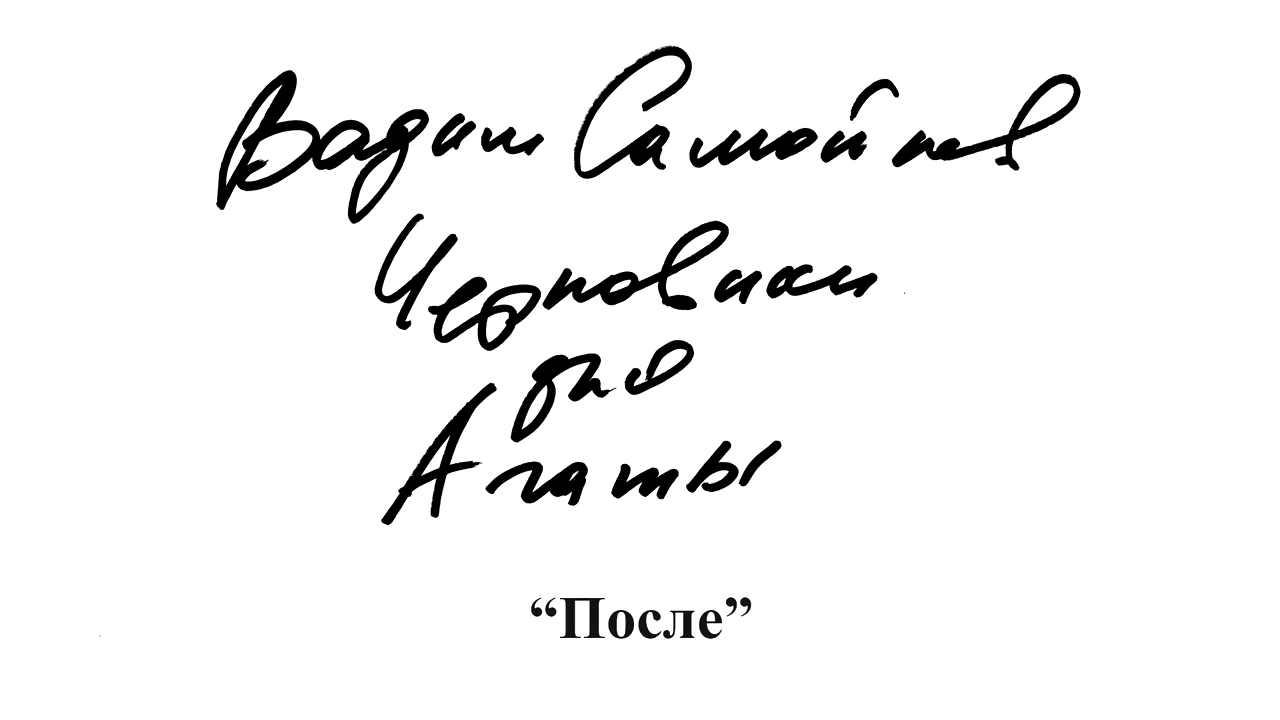 Вадим Самойлов
Черновики
для
Агаты
“После”